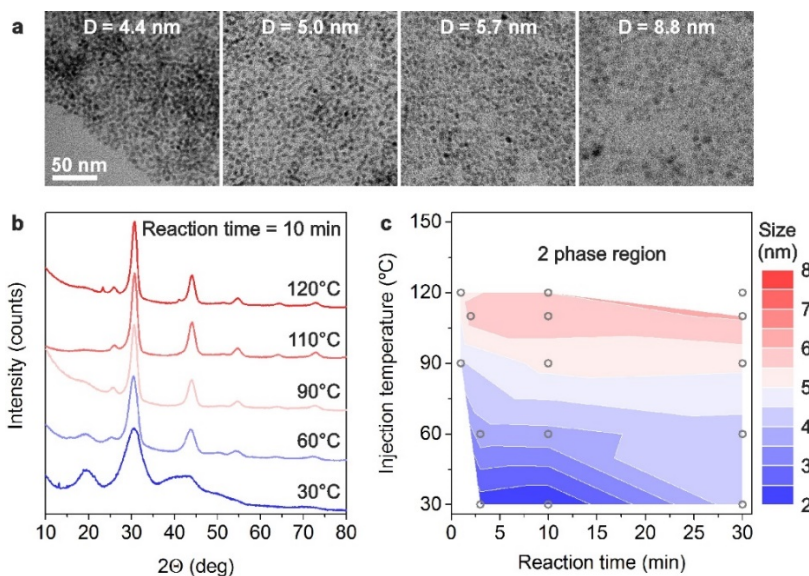 a
D = 4.4 nm
D = 5.0 nm
D = 5.7 nm
D = 8.8 nm
50 nm
b
Reaction time = 10 min
120°C
110°C
90°C
60°C
30°C
Intensity (counts)
10 20 30 40 50 60 70 80
2Θ (deg)
c
2 phase region
Injection temperature (ºC)
150
120
90
60
30
0 5 10 15 20 25 30
Reaction time (min)
Size
(nm)
8
7
6
5
4
3
2